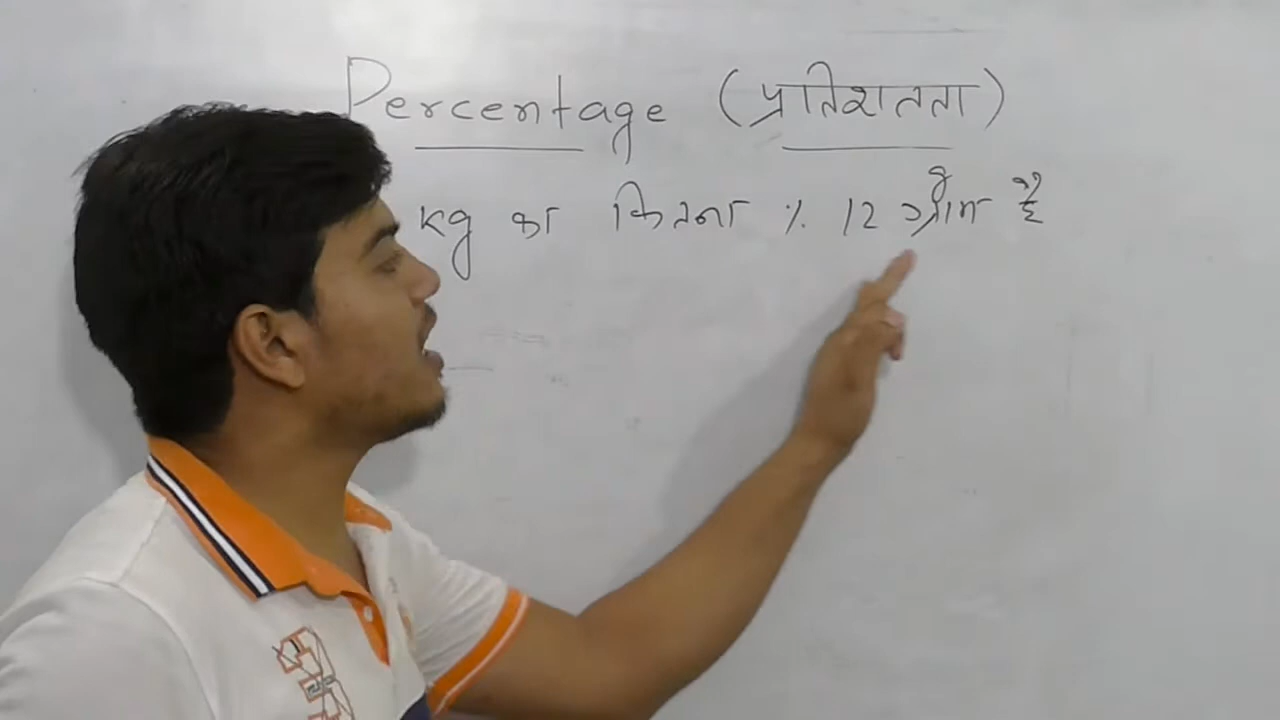 Percentage (प्रतिशतता)
g
kg का कितना % 12 ग्राम है